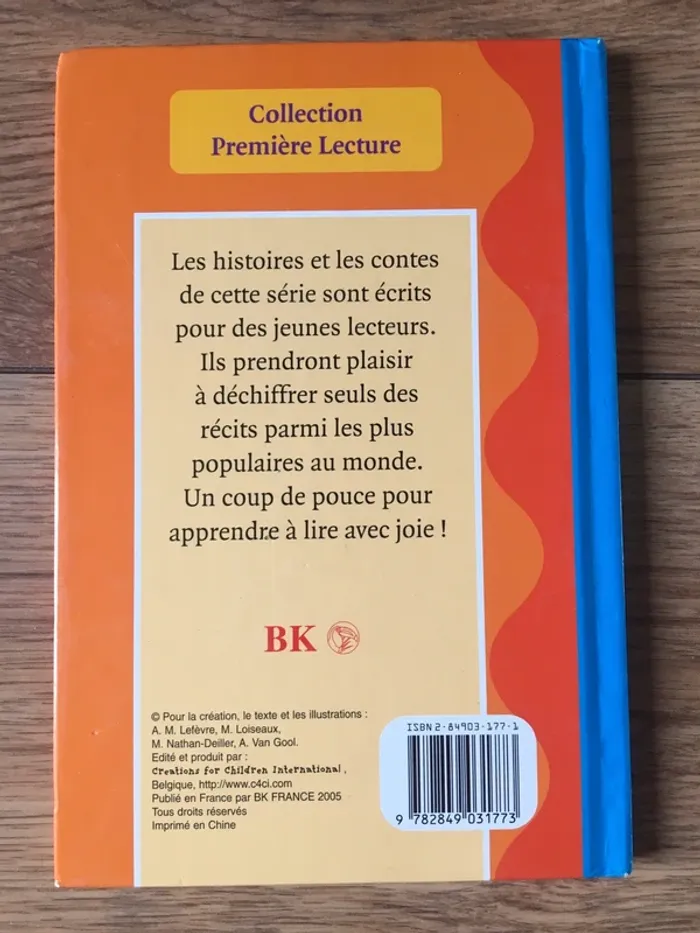 Collection
Première Lecture
Les histoires et les contes
de cette série sont écrits
pour des jeunes lecteurs.
Ils prendront plaisir
à déchiffrer seuls des
récits parmi les plus
populaires au monde.
Un coup de pouce pour
apprendre à lire avec joie !
BK
© Pour la création, le texte et les illustrations :
A. M. Lefèvre, M. Loiseaux,
M. Nathan-Deiller, A. Van Gool.
Edité et produit par :
Creations for Children International,
Belgique, http://www.c4ci.com
Publié en France par BK FRANCE 2005
Tous droits réservés
Imprimé en Chine
ISBN 2-84903-177-1
9 782849 031773